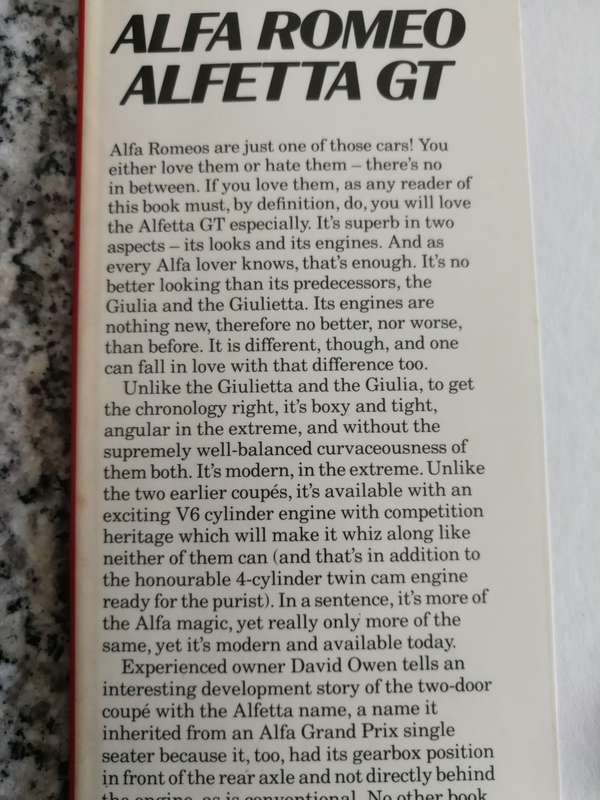 ALFA ROMEO
ALFETTA GT
Alfa Romeos are just one of those cars! You
either love them or hate them – there's no
in between. If you love them, as any reader of
this book must, by definition, do, you will love
the Alfetta GT especially. It's superb in two
aspects – its looks and its engines. And as
every Alfa lover knows, that's enough. It's no
better looking than its predecessors, the
Giulia and the Giulietta. Its engines are
nothing new, therefore no better, nor worse,
than before. It is different, though, and one
can fall in love with that difference too.
Unlike the Giulietta and the Giulia, to get
the chronology right, it's boxy and tight,
angular in the extreme, and without the
supremely well-balanced curvaceousness of
them both. It's modern, in the extreme. Unlike
the two earlier coupés, it's available with an
exciting V6 cylinder engine with competition
heritage which will make it whiz along like
neither of them can (and that's in addition to
the honourable 4-cylinder twin cam engine
ready for the purist). In a sentence, it's more of
the Alfa magic, yet really only more of the
same, yet it's modern and available today.
Experienced owner David Owen tells an
interesting development story of the two-door
coupé with the Alfetta name, a name it
inherited from an Alfa Grand Prix single
seater because it, too, had its gearbox position
in front of the rear axle and not directly behind
the engine, as is conventional. No other book